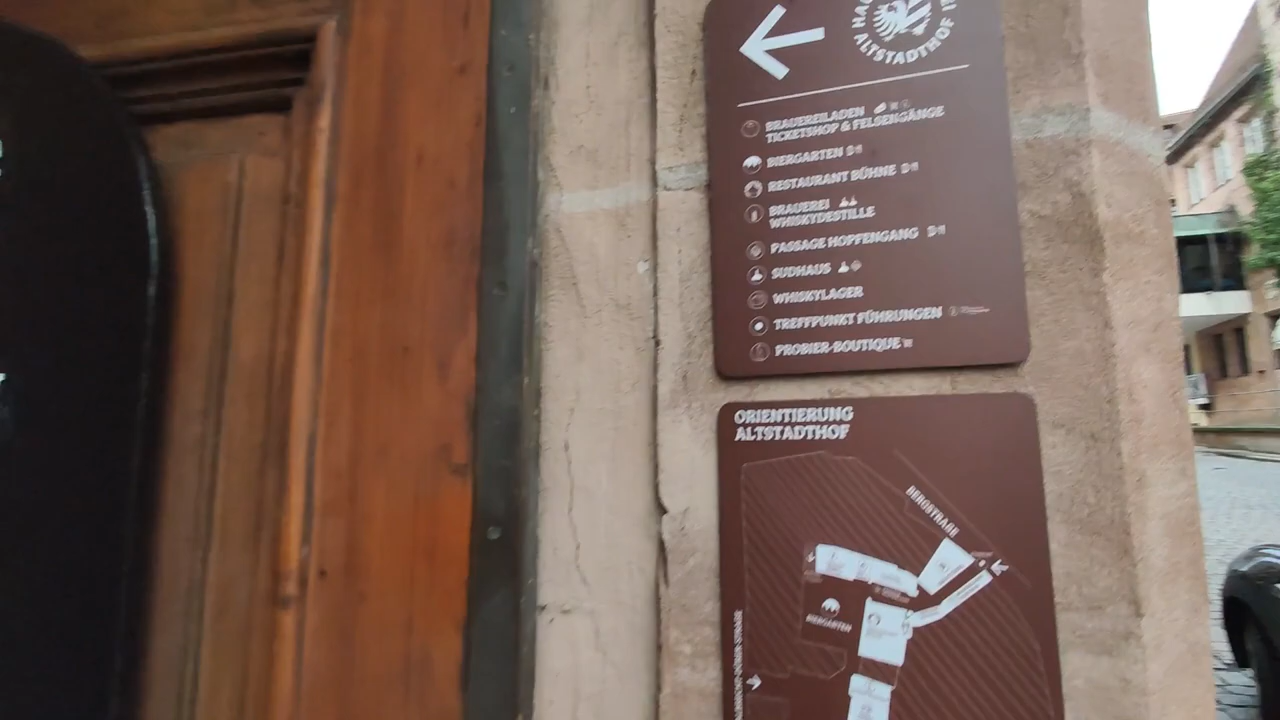 ALTSTADTHOF
BRAUEREILADEN
TICKETSHOP & FELSENGÄNGE
BIERGARTEN
RESTAURANT BÜHNE
BRAUEREI
WHISKYDESTILLE
PASSAGE HOPFENGANG
SUDHAUS
WHISKYLAGER
TREFFPUNKT FÜHRUNGEN
PROBIER-BOUTIQUE
ORIENTIERUNG
ALTSTADTHOF
BERGSTRAßE
BIERGARTEN